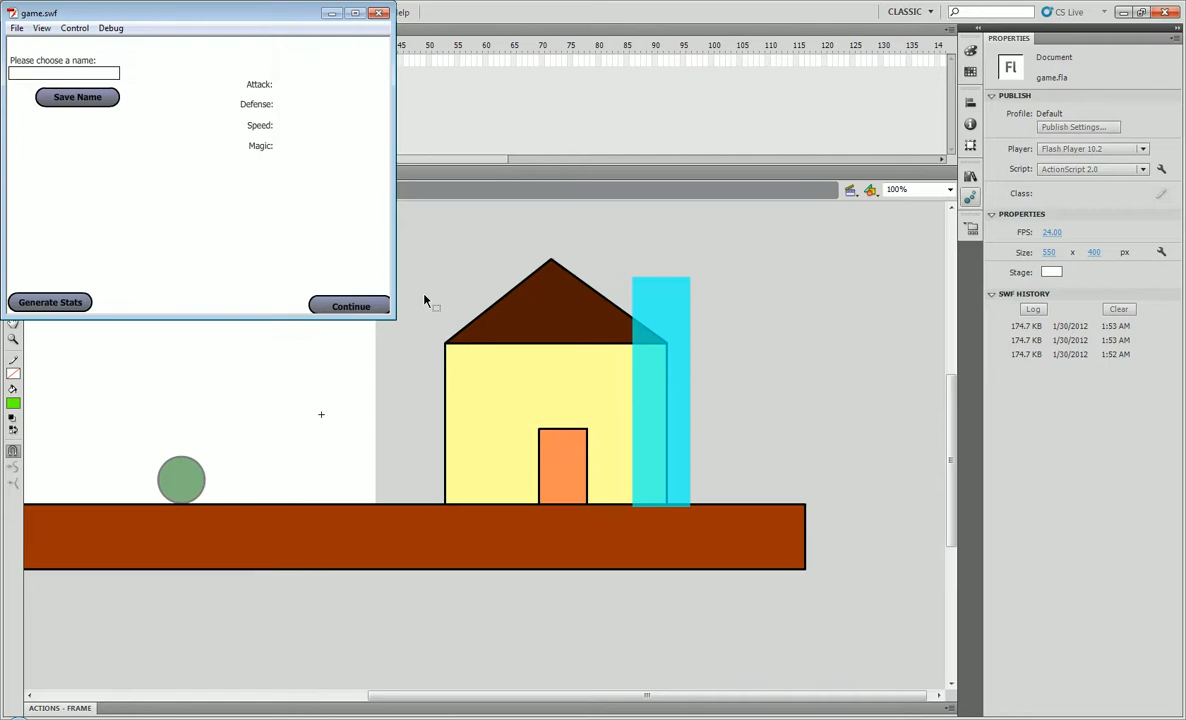 game.swf
File View Control Debug
Please choose a name:
Save Name
Attack:
Defense:
Speed:
Magic:
Generate Stats
Continue
elp
CLASSIC
CS Live
45 50 55 60 65 70 75 80 85 90 95 100 105 110 115 120 125 130 135 14
100%
PROPERTIES
Fl
Document
game.fla
PUBLISH
Profile: Default
Publish Settings...
Player: Flash Player 10.2
Script: ActionScript 2.0
Class:
PROPERTIES
FPS: 24.00
Size: 550 x 400 px
Stage:
SWF HISTORY
Log Clear
174.7 KB 1/30/2012 1:53 AM
174.7 KB 1/30/2012 1:53 AM
174.7 KB 1/30/2012 1:52 AM
ACTIONS - FRAME